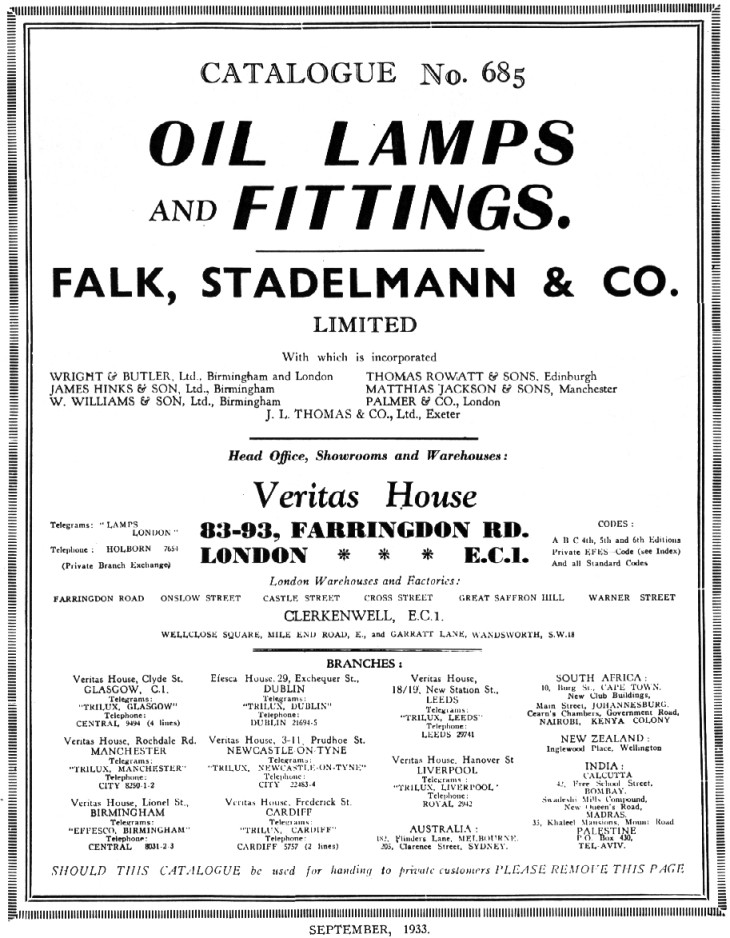 CATALOGUE No. 685
OIL LAMPS
AND FITTINGS.
FALK, STADELMANN & CO.
LIMITED
With which is incorporated
WRIGHT & BUTLER, Ltd., Birmingham and London
JAMES HINKS & SON, Ltd., Birmingham
W. WILLIAMS & SON, Ltd., Birmingham
THOMAS ROWATT & SONS, Edinburgh
MATTHIAS JACKSON & SONS, Manchester
PALMER & CO., London
J. L. THOMAS & CO., Ltd., Exeter
Head Office, Showrooms and Warehouses:
Veritas House
83-93, FARRINGDON RD.
LONDON * * * E.C.1.
Telegrams: "LAMPS
LONDON"
Telephone: HOLBORN 7654
(Private Branch Exchange)
CODES:
A B C 4th, 5th and 6th Editions
Private EFES Code (see Index)
And all Standard Codes
London Warehouses and Factories:
FARRINGDON ROAD ONSLOW STREET CASTLE STREET CROSS STREET GREAT SAFFRON HILL WARNER STREET
CLERKENWELL, E.C.1.
WELLCLOSE SQUARE, MILE END ROAD, E., and GARRATT LANE, WANDSWORTH, S.W.18
BRANCHES:
Veritas House, Clyde St.
GLASGOW, C.1.
Telegrams:
"TRILUX, GLASGOW"
Telephone:
CENTRAL 9494 (4 lines)
Veritas House, Rochdale Rd.
MANCHESTER
Telegrams:
"TRILUX, MANCHESTER"
Telephone:
CITY 8250-1-2
Veritas House, Lionel St.,
BIRMINGHAM
Telegrams:
"EFFESCO, BIRMINGHAM"
Telephone:
CENTRAL 8031-2-3
Efesca House, 29, Exchequer St.,
DUBLIN
Telegrams:
"TRILUX, DUBLIN"
Telephone:
DUBLIN 21694-5
Veritas House, 3-11, Prudhoe St.
NEWCASTLE-ON-TYNE
Telegrams:
"TRILUX, NEWCASTLE-ON-TYNE"
Telephone:
CITY 22463-4
Veritas House, Frederick St.
CARDIFF
Telegrams:
"TRILUX, CARDIFF"
Telephone:
CARDIFF 5757 (2 lines)
Veritas House,
18/19, New Station St.,
LEEDS
Telegrams:
"TRILUX, LEEDS"
Telephone:
LEEDS 29741
Veritas House, Hanover St
LIVERPOOL
Telegrams:
"TRILUX, LIVERPOOL"
Telephone:
ROYAL 2942
AUSTRALIA:
182, Flinders Lane, MELBOURNE.
205, Clarence Street, SYDNEY.
SOUTH AFRICA:
10, Burg St., CAPE TOWN.
New Club Buildings,
Main Street, JOHANNESBURG.
Cearn's Chambers, Government Road,
NAIROBI, KENYA COLONY
NEW ZEALAND:
Inglewood Place, Wellington
INDIA:
CALCUTTA
Free School Street,
BOMBAY.
Swadeshi Mills Compound,
New Queen's Road,
MADRAS.
35, Khaleel Mansions, Mount Road
PALESTINE
P.O. Box 430,
TEL-AVIV.
SHOULD THIS CATALOGUE be used for handing to private customers PLEASE REMOVE THIS PAGE
SEPTEMBER, 1933.